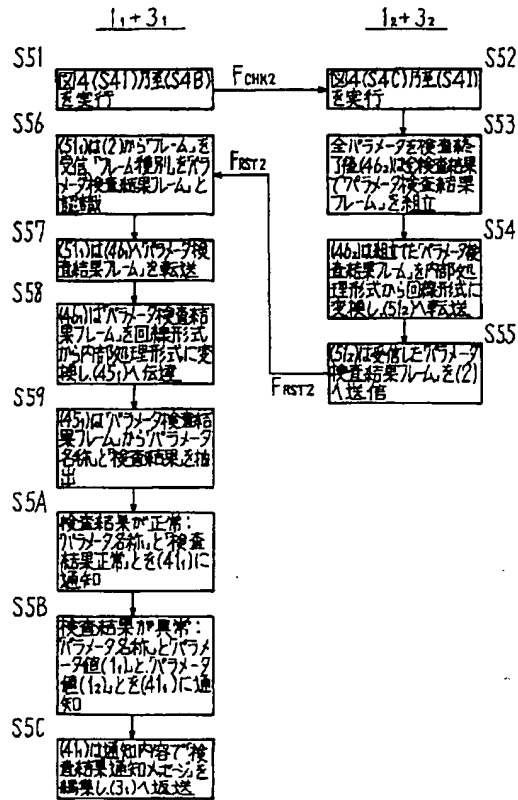 1₁+3₁
1₂+3₂
S51
図4(S41)乃至(S4B)
を実行
FCHK2
S52
図4(S4C)乃至(S4I)
を実行
S53
全パラメータを検査終
了後(46₂)は全検査結果
で「パラメータ検査結果
フレーム」を組立
S54
(46₂)は組立てた「パラメータ検
査結果フレーム」を内部処
理形式から回線形式に
変換し、(51₂)へ転送
S55
(51₂)は受信した「パラメータ
検査結果フレーム」を(2)
へ送信
FRST2
FRST2
S56
(51₁)は(2)から「フレーム」を
受信「フレーム種別」を「パラ
メータ検査結果フレーム」と
認識
S57
(51₁)は(46₁)へ「パラメータ検
査結果フレーム」を転送
S58
(46₁)は「パラメータ検査結
果フレーム」を回線形式
から内部処理形式に変
換し、(45₁)へ伝達
S59
(45₁)は「パラメータ検査結
果フレーム」から「パラメータ
名称」と「検査結果」を抽
出
S5A
検査結果が正常:
「パラメータ名称」と「検査
結果正常」とを(41₁)に
通知
S5B
検査結果が異常:
「パラメータ名称」と「パラメ
ータ値(1₁)」と「パラメータ
値(1₂)」とを(41₁)に通
知
S5C
(41₁)は通知内容で「検
査結果通知メッセージ」を
編集し、(3₁)へ返送